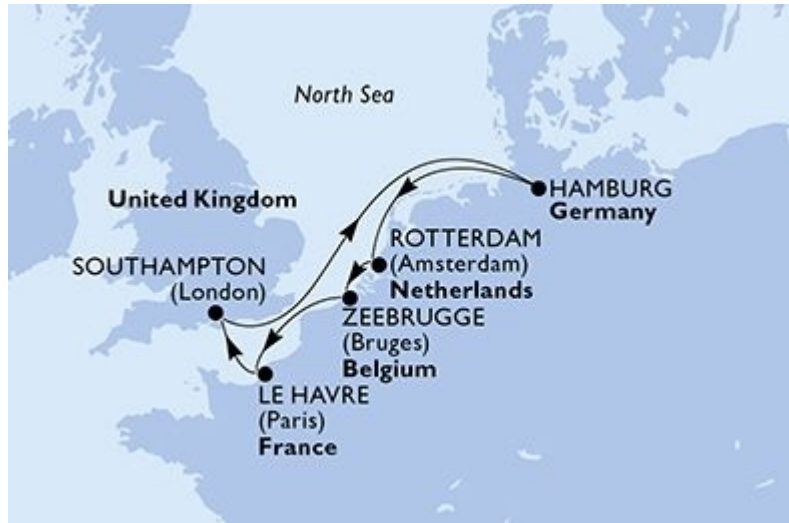 North Sea
United Kingdom
HAMBURG
Germany
ROTTERDAM
(Amsterdam)
Netherlands
SOUTHAMPTON
(London)
ZEEBRUGGE
(Bruges)
Belgium
LE HAVRE
(Paris)
France